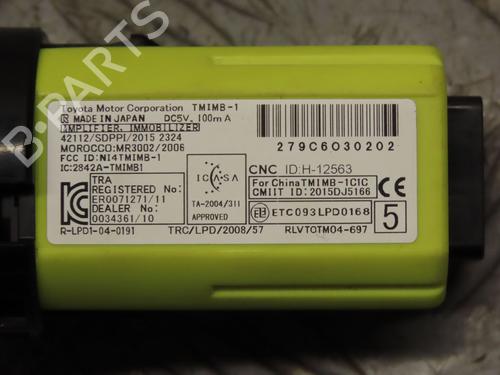 B-PARTS
Toyota Motor Corporation TMIMB-1
R MADE IN JAPAN DC5V, 100mA
AMPLIFIER, IMMOBILIZER
42112/SDPPI/2015 2324
MOROCCO:MR3002/2006
FCC ID:NI4TMIMB-1
IC:2842A-TMIMB1
279C6030202
CNC ID:H-12563
For China TMIMB-1CIC
CMIIT ID:2015DJ5166
TRA
REGISTERED No:
ER0071271/11
DEALER No:
0034361/10
ICASA
TA-2004/311
APPROVED
ETC093LPD0168
5
R-LPD1-04-0191
TRC/LPD/2008/57
RLVTOTM04-697